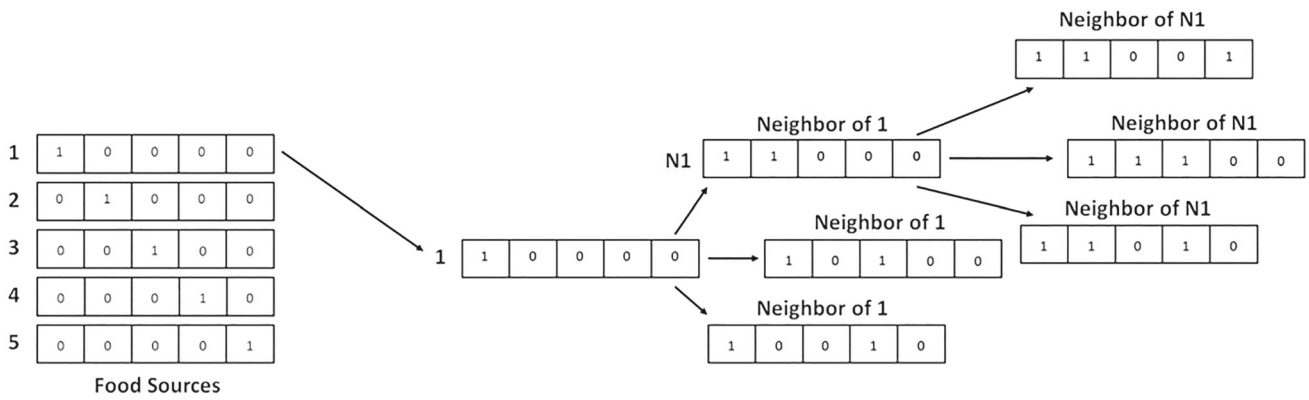 1 1 0 0 0 0
2 0 1 0 0 0
3 0 0 1 0 0
4 0 0 0 1 0
5 0 0 0 0 1
Food Sources
1 1 0 0 0 0
Neighbor of 1
N1 1 1 0 0 0
Neighbor of 1
1 0 1 0 0
Neighbor of 1
1 0 0 1 0
Neighbor of N1
1 1 0 0 1
Neighbor of N1
1 1 1 0 0
Neighbor of N1
1 1 0 1 0